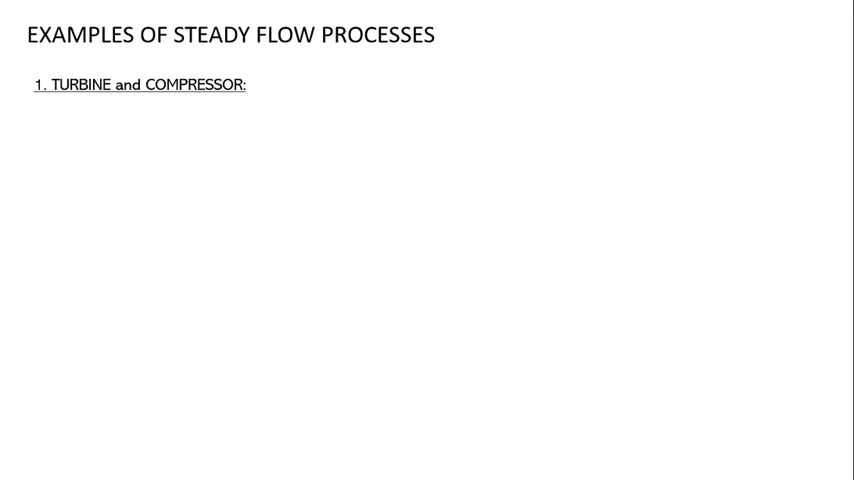 EXAMPLES OF STEADY FLOW PROCESSES
1. TURBINE and COMPRESSOR: